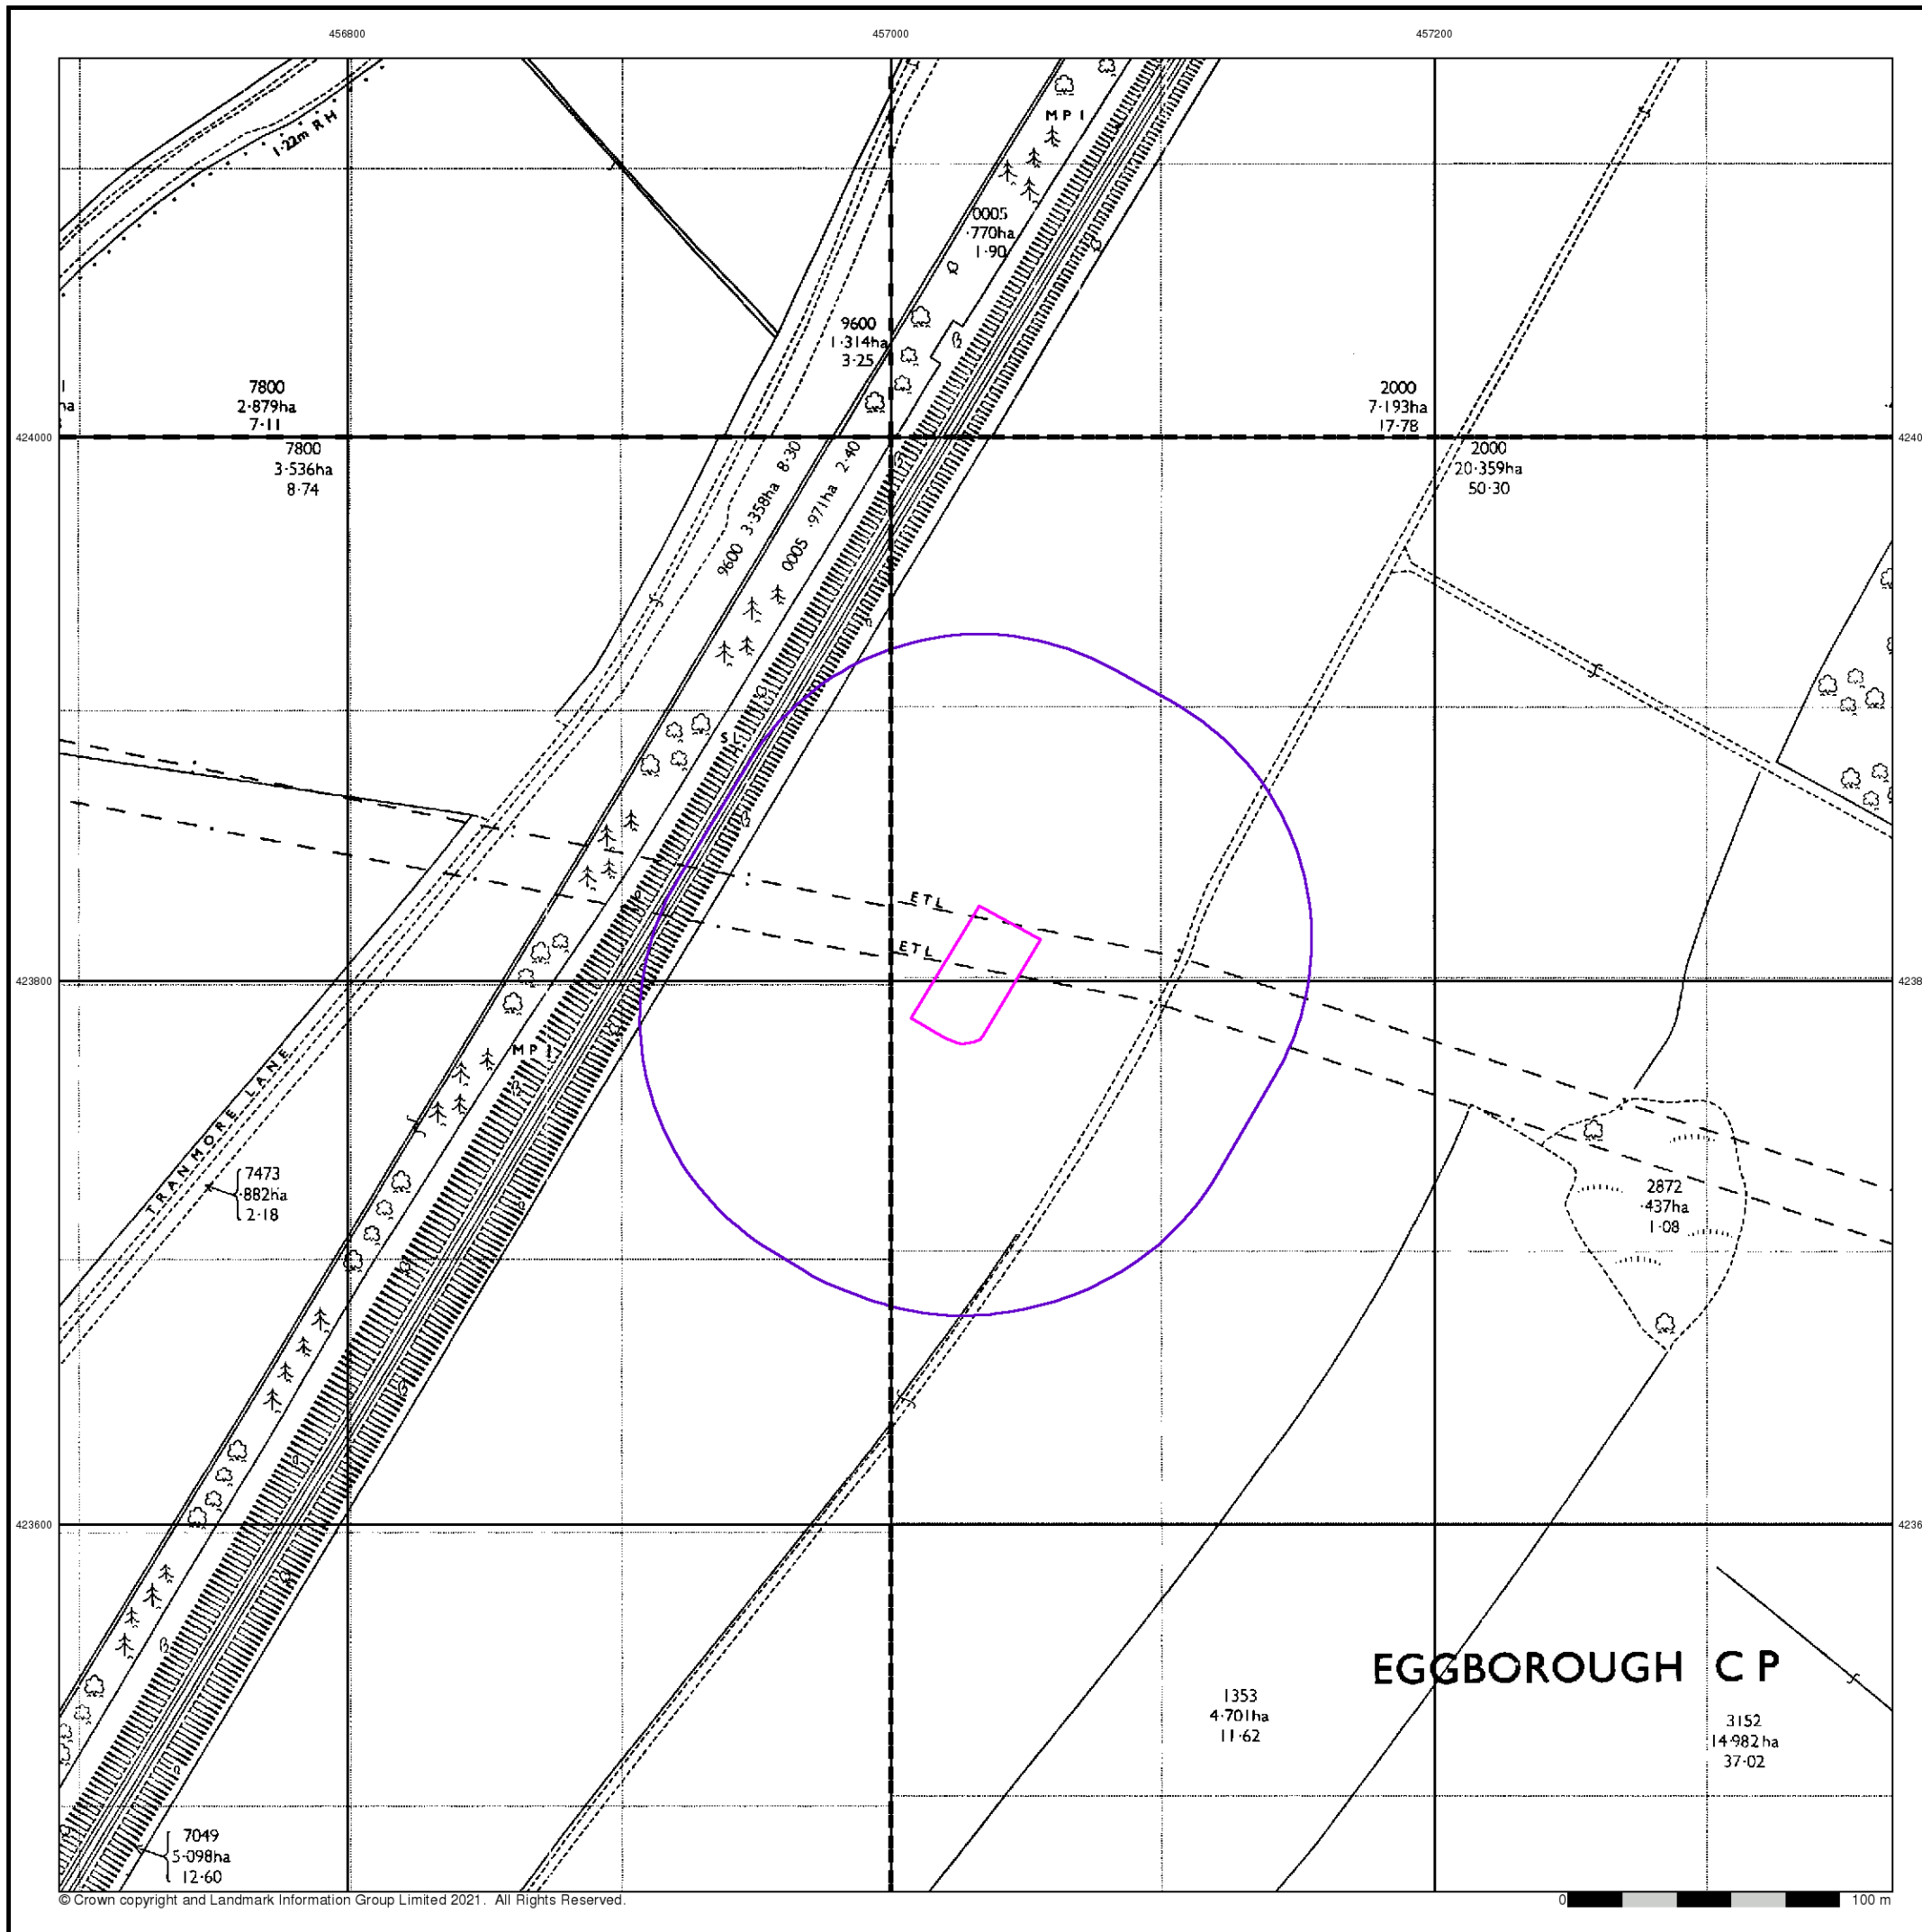 456800
457000
457200
1·22m R H
M P I
0005
·770ha
1·90
9600
1·314ha
3·25
7800
2·879ha
7·11
2000
7·193ha
17·78
424000
7800
3·536ha
8·74
2000
20·359ha
50·30
9600 3·358ha 8·30
0005 ·971ha 2·40
S L
ETL
ETL
423800
M P
TRANMORE LANE
7473
·882ha
2·18
2872
·437ha
1·08
423600
EGGBOROUGH C P
1353
4·701ha
11·62
3152
14·982ha
37·02
7049
5·098ha
12·60
© Crown copyright and Landmark Information Group Limited 2021. All Rights Reserved.
0 100 m